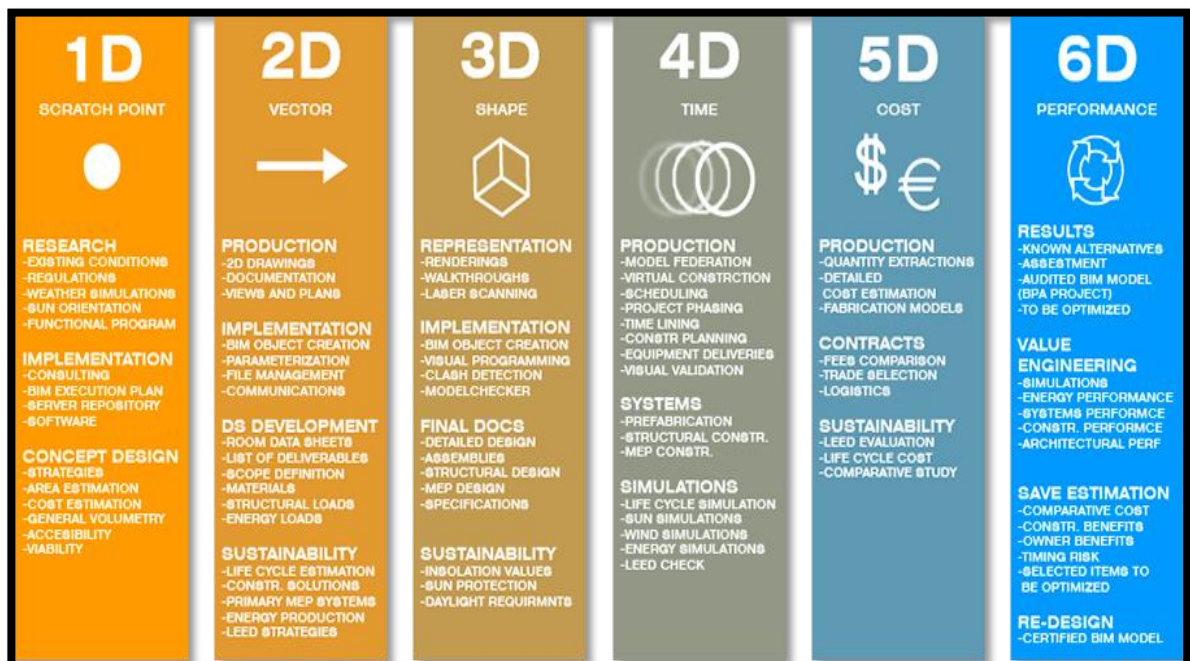 1D
SCRATCH POINT
RESEARCH
-EXISTING CONDITIONS
-REGULATIONS
-WEATHER SIMULATIONS
-SUN ORIENTATION
-FUNCTIONAL PROGRAM
IMPLEMENTATION
-CONSULTING
-BIM EXECUTION PLAN
-SERVER REPOSITORY
-SOFTWARE
CONCEPT DESIGN
-STRATEGIES
-AREA ESTIMATION
-COST ESTIMATION
-GENERAL VOLUMETRY
-ACCESIBILITY
-VIABILITY
2D
VECTOR
PRODUCTION
-2D DRAWINGS
-DOCUMENTATION
-VIEWS AND PLANS
IMPLEMENTATION
-BIM OBJECT CREATION
-PARAMETERIZATION
-FILE MANAGEMENT
-COMMUNICATIONS
DS DEVELOPMENT
-ROOM DATA SHEETS
-LIST OF DELIVERABLES
-SCOPE DEFINITION
-MATERIALS
-STRUCTURAL LOADS
-ENERGY LOADS
SUSTAINABILITY
-LIFE CYCLE ESTIMATION
-CONSTR. SOLUTIONS
-PRIMARY MEP SYSTEMS
-ENERGY PRODUCTION
-LEED STRATEGIES
3D
SHAPE
REPRESENTATION
-RENDERINGS
-WALKTHROUGHS
-LASER SCANNING
IMPLEMENTATION
-BIM OBJECT CREATION
-VISUAL PROGRAMMING
-CLASH DETECTION
-MODELCHECKER
FINAL DOCS
-DETAILED DESIGN
-ASSEMBLIES
-STRUCTURAL DESIGN
-MEP DESIGN
-SPECIFICATIONS
SUSTAINABILITY
-INSOLATION VALUES
-SUN PROTECTION
-DAYLIGHT REQUIRMNTS
4D
TIME
PRODUCTION
-MODEL FEDERATION
-VIRTUAL CONSTRCTION
-SCHEDULING
-PROJECT PHASING
-TIME LINING
-CONSTR PLANNING
-EQUIPMENT DELIVERIES
-VISUAL VALIDATION
SYSTEMS
-PREFABRICATION
-STRUCTURAL CONSTR.
-MEP CONSTR.
SIMULATIONS
-LIFE CYCLE SIMULATION
-SUN SIMULATIONS
-WIND SIMULATIONS
-ENERGY SIMULATIONS
-LEED CHECK
5D
COST
$ €
PRODUCTION
-QUANTITY EXTRACTIONS
-DETAILED
COST ESTIMATION
-FABRICATION MODELS
CONTRACTS
-FEES COMPARISON
-TRADE SELECTION
-LOGISTICS
SUSTAINABILITY
-LEED EVALUATION
-LIFE CYCLE COST
-COMPARATIVE STUDY
6D
PERFORMANCE
RESULTS
-KNOWN ALTERNATIVES
-ASSESTMENT
-AUDITED BIM MODEL
(BPA PROJECT)
-TO BE OPTIMIZED
VALUE
ENGINEERING
-SIMULATIONS
-ENERGY PERFORMANCE
-SYSTEMS PERFORMCE
-CONSTR. PERFORMCE
-ARCHITECTURAL PERF
SAVE ESTIMATION
-COMPARATIVE COST
-CONSTR. BENEFITS
-OWNER BENEFITS
-TIMING RISK
-SELECTED ITEMS TO
BE OPTIMIZED
RE-DESIGN
-CERTIFIED BIM MODEL